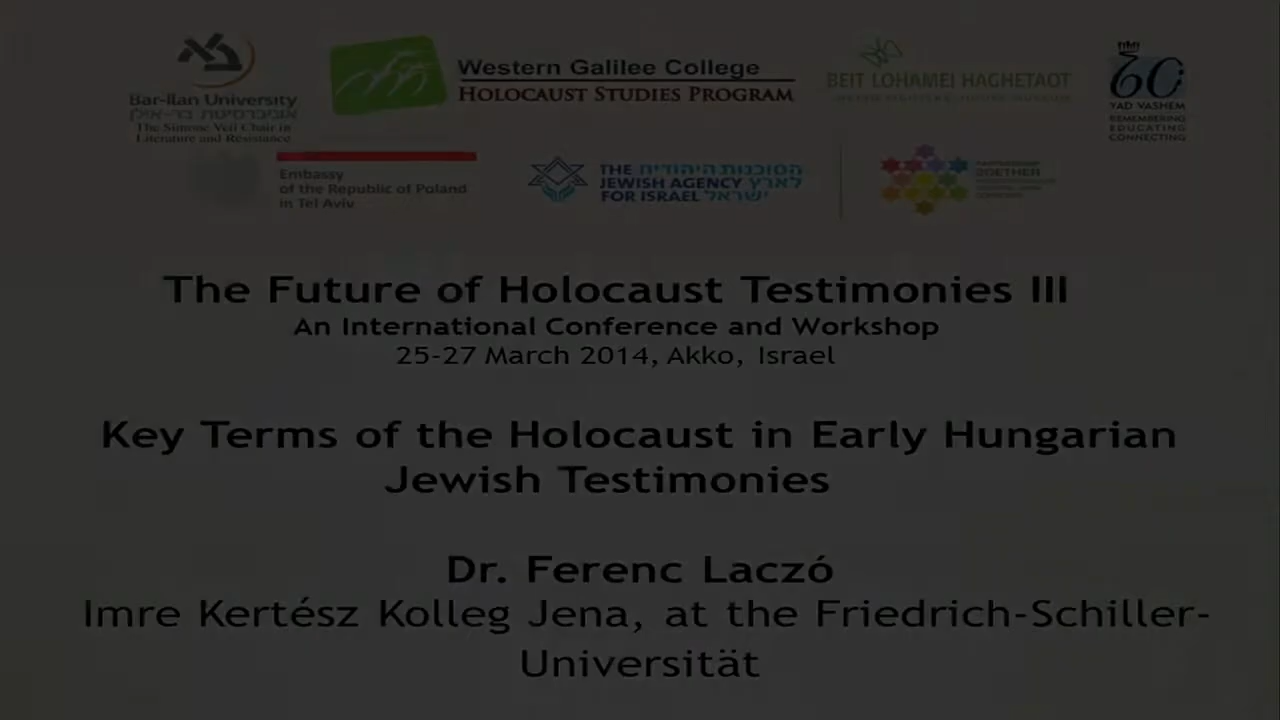 Bar-Ilan University
אוניברסיטת בר-אילן
The Simone Veil Chair in
Literature and Resistance
Western Galilee College
HOLOCAUST STUDIES PROGRAM
BEIT LOHAMEI HAGHETAOT
YAD VASHEM
REMEMBERING
EDUCATING
CONNECTING
Embassy
of the Republic of Poland
in Tel Aviv
THE הסוכנות היהודית
JEWISH AGENCY לארץ
FOR ISRAEL ישראל
The Future of Holocaust Testimonies III
An International Conference and Workshop
25-27 March 2014, Akko, Israel
Key Terms of the Holocaust in Early Hungarian
Jewish Testimonies
Dr. Ferenc Laczó
Imre Kertész Kolleg Jena, at the Friedrich-Schiller-
Universität